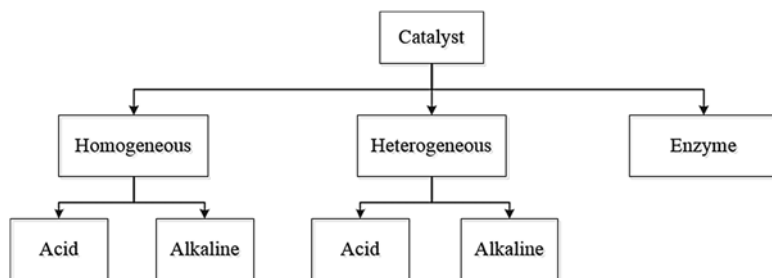 Catalyst
Homogeneous
Heterogeneous
Enzyme
Acid
Alkaline
Acid
Alkaline